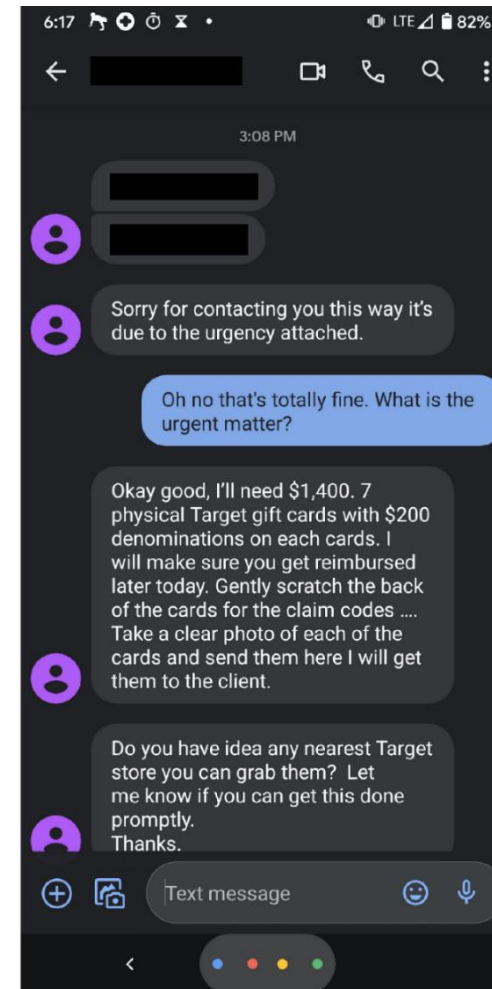 6:17 LTE 82%
3:08 PM
Sorry for contacting you this way it's
due to the urgency attached.
Oh no that's totally fine. What is the
urgent matter?
Okay good, I'll need $1,400. 7
physical Target gift cards with $200
denominations on each cards. I
will make sure you get reimbursed
later today. Gently scratch the back
of the cards for the claim codes ....
Take a clear photo of each of the
cards and send them here I will get
them to the client.
Do you have idea any nearest Target
store you can grab them? Let
me know if you can get this done
promptly.
Thanks.
Text message